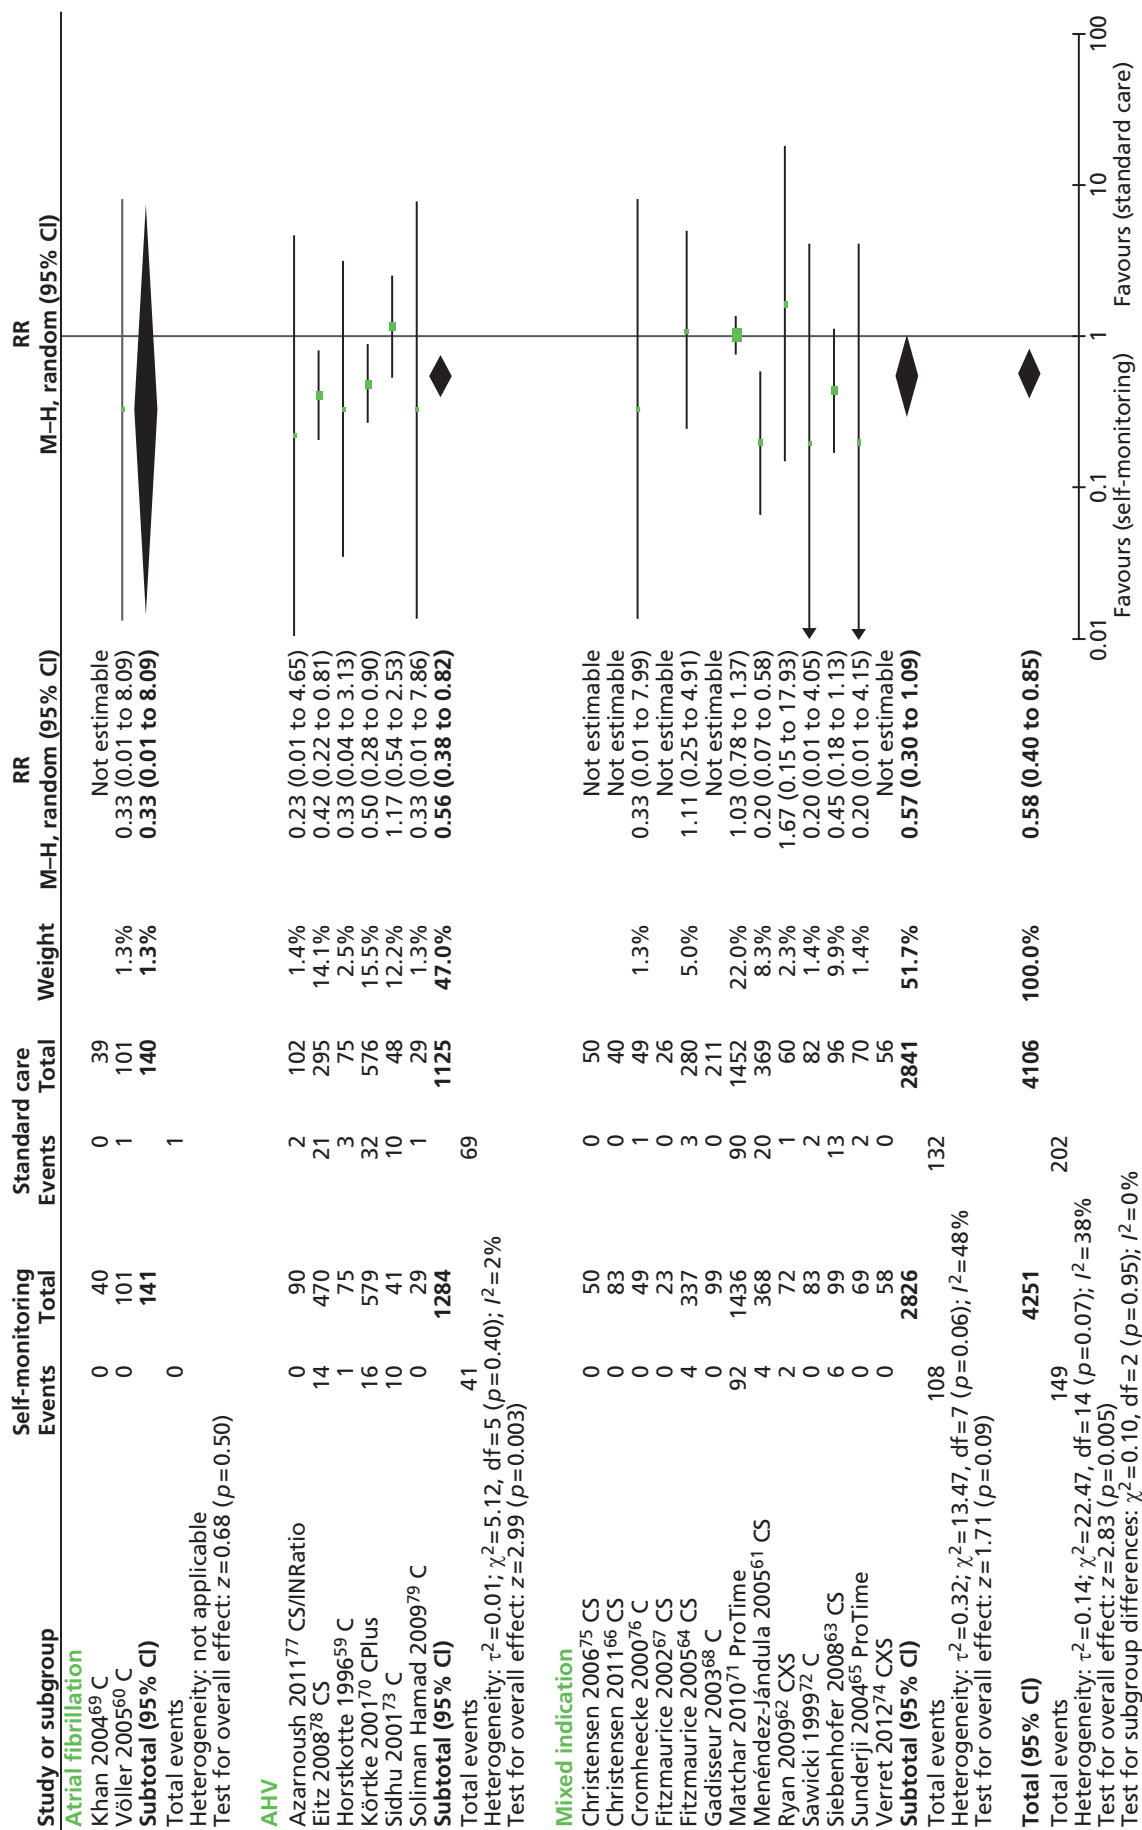 RR RR
Self-monitoring Standard care
Study or subgroup Events Total Events Total Weight M–H, random (95% CI) M–H, random (95% CI)
Atrial fibrillation
Khan 2004⁶⁹ C 0 40 0 39 Not estimable
Völler 2005⁶⁰ C 0 101 1 101 1.3% 0.33 (0.01 to 8.09)
Subtotal (95% CI) 141 140 1.3% 0.33 (0.01 to 8.09)
Total events 0 1
Heterogeneity: not applicable
Test for overall effect: z=0.68 (p=0.50)
AHV
Azarnoush 2011⁷⁷ CS/INRatio 0 90 2 102 1.4% 0.23 (0.01 to 4.65)
Eitz 2008⁷⁸ CS 14 470 21 295 14.1% 0.42 (0.22 to 0.81)
Horstkotte 1996⁵⁹ C 1 75 3 75 2.5% 0.33 (0.04 to 3.13)
Körtke 2001⁷⁰ CPlus 16 579 32 576 15.5% 0.50 (0.28 to 0.90)
Sidhu 2001⁷³ C 10 41 10 48 12.2% 1.17 (0.54 to 2.53)
Soliman Hamad 2009⁷⁹ C 0 29 1 29 1.3% 0.33 (0.01 to 7.86)
Subtotal (95% CI) 1284 1125 47.0% 0.56 (0.38 to 0.82)
Total events 41 69
Heterogeneity: τ²=0.01; χ²=5.12, df=5 (p=0.40); I²=2%
Test for overall effect: z=2.99 (p=0.003)
Mixed indication
Christensen 2006⁷⁵ CS 0 50 0 50 Not estimable
Christensen 2011⁶⁶ CS 0 83 0 40 Not estimable
Cromheecke 2000⁷⁶ C 0 49 1 49 1.3% 0.33 (0.01 to 7.99)
Fitzmaurice 2002⁶⁷ CS 0 23 0 26 Not estimable
Fitzmaurice 2005⁶⁴ CS 4 337 3 280 5.0% 1.11 (0.25 to 4.91)
Gadisseur 2003⁶⁸ C 0 99 0 211 Not estimable
Matchar 2010⁷¹ ProTime 92 1436 90 1452 22.0% 1.03 (0.78 to 1.37)
Menéndez-Jándula 2005⁶¹ CS 4 368 20 369 8.3% 0.20 (0.07 to 0.58)
Ryan 2009⁶² CXS 2 72 1 60 2.3% 1.67 (0.15 to 17.93)
Sawicki 1999⁷² C 0 83 2 82 1.4% 0.20 (0.01 to 4.05)
Siebenhofer 2008⁶³ CS 6 99 13 96 9.9% 0.45 (0.18 to 1.13)
Sunderji 2004⁶⁵ ProTime 0 69 2 70 1.4% 0.20 (0.01 to 4.15)
Verret 2012⁷⁴ CXS 0 58 0 56 Not estimable
Subtotal (95% CI) 2826 2841 51.7% 0.57 (0.30 to 1.09)
Total events 108 132
Heterogeneity: τ²=0.32; χ²=13.47, df=7 (p=0.06); I²=48%
Test for overall effect: z=1.71 (p=0.09)
Total (95% CI) 4251 4106 100.0% 0.58 (0.40 to 0.85)
Total events 149 202
Heterogeneity: τ²=0.14; χ²=22.47, df=14 (p=0.07); I²=38%
Test for overall effect: z=2.83 (p=0.005)
Test for subgroup differences: χ²=0.10, df=2 (p=0.95); I²=0%
0.01 0.1 1 10 100
Favours (self-monitoring) Favours (standard care)